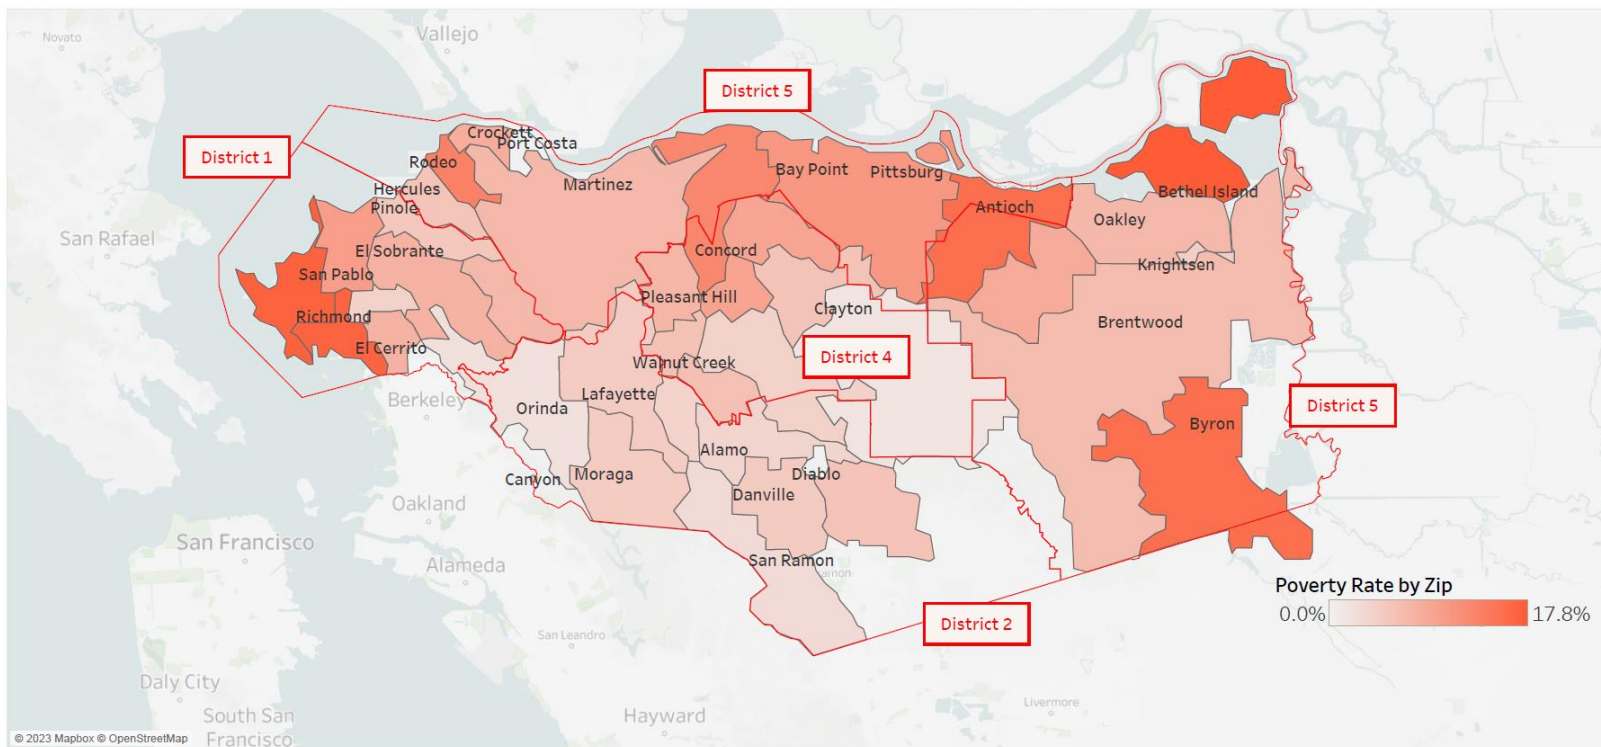 Novato
Vallejo
District 5
District 1
Crockett
Port Costa
Rodeo
Martinez
Bay Point
Pittsburg
Hercules
Pinole
Bethel Island
Antioch
Oakley
San Rafael
El Sobrante
Concord
Knightsen
San Pablo
Pleasant Hill
Richmond
Clayton
Brentwood
El Cerrito
District 4
Walnut Creek
Lafayette
Berkeley
Orinda
District 5
Byron
Alamo
Canyon
Moraga
Diablo
Danville
Oakland
San Francisco
Alameda
San Ramon
Poverty Rate by Zip
0.0%
17.8%
District 2
San Leandro
Daly City
Livermore
South San
Francisco
Hayward
© 2023 Mapbox © OpenStreetMap